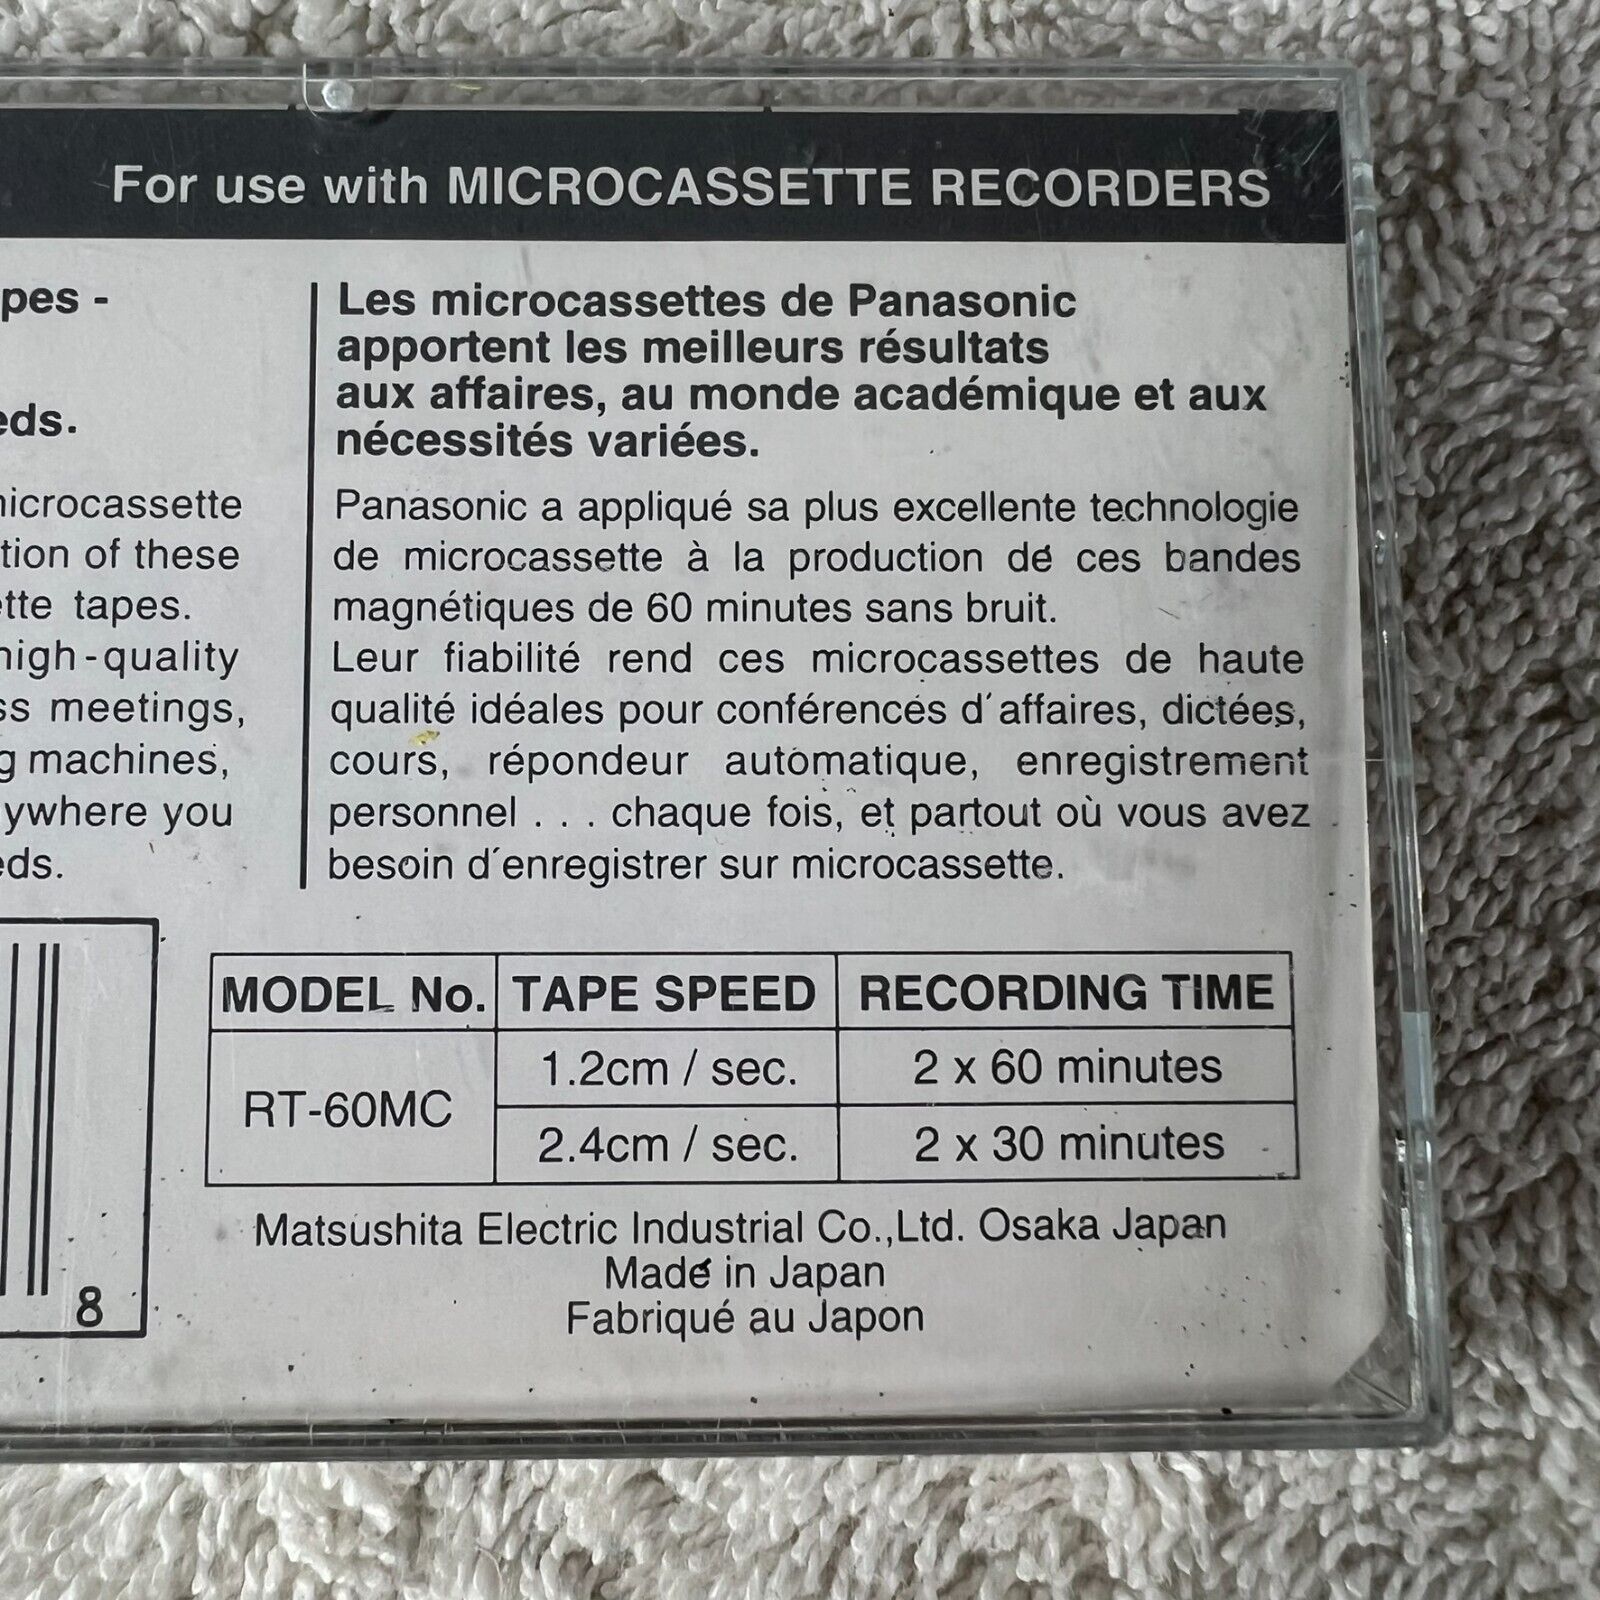 For use with MICROCASSETTE RECORDERS
pes -
eds.
microcassette
tion of these
ette tapes.
high-quality
ss meetings,
g machines,
ywhere you
eds.
Les microcassettes de Panasonic
apportent les meilleurs résultats
aux affaires, au monde académique et aux
nécessités variées.
Panasonic a appliqué sa plus excellente technologie
de microcassette à la production de ces bandes
magnétiques de 60 minutes sans bruit.
Leur fiabilité rend ces microcassettes de haute
qualité idéales pour conférences d'affaires, dictées,
cours, répondeur automatique, enregistrement
personnel . . . chaque fois, et partout où vous avez
besoin d'enregistrer sur microcassette.
8
MODEL No. TAPE SPEED RECORDING TIME
RT-60MC 1.2cm / sec. 2 x 60 minutes
2.4cm / sec. 2 x 30 minutes
Matsushita Electric Industrial Co.,Ltd. Osaka Japan
Made in Japan
Fabriqué au Japon